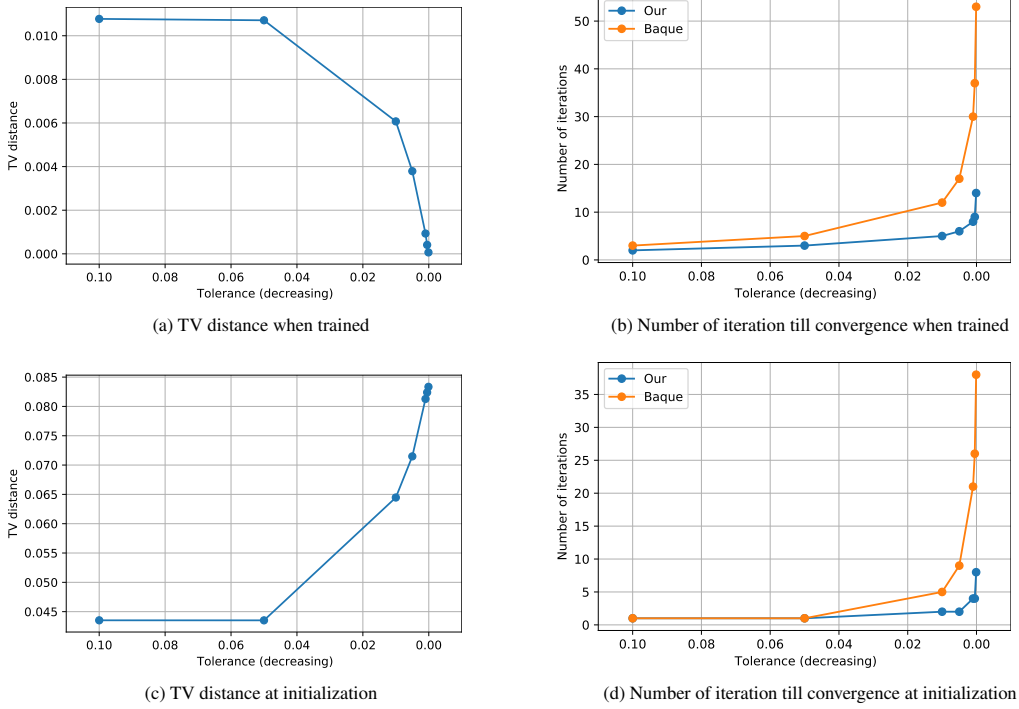 0.010
0.008
0.006
0.004
0.002
0.000
TV distance
0.10 0.08 0.06 0.04 0.02 0.00
Tolerance (decreasing)
(a) TV distance when trained
Our
Baque
50
40
30
20
10
0
Number of iterations
0.10 0.08 0.06 0.04 0.02 0.00
Tolerance (decreasing)
(b) Number of iteration till convergence when trained
0.085
0.080
0.075
0.070
0.065
0.060
0.055
0.050
0.045
TV distance
0.10 0.08 0.06 0.04 0.02 0.00
Tolerance (decreasing)
(c) TV distance at initialization
Our
Baque
35
30
25
20
15
10
5
0
Number of iterations
0.10 0.08 0.06 0.04 0.02 0.00
Tolerance (decreasing)
(d) Number of iteration till convergence at initialization